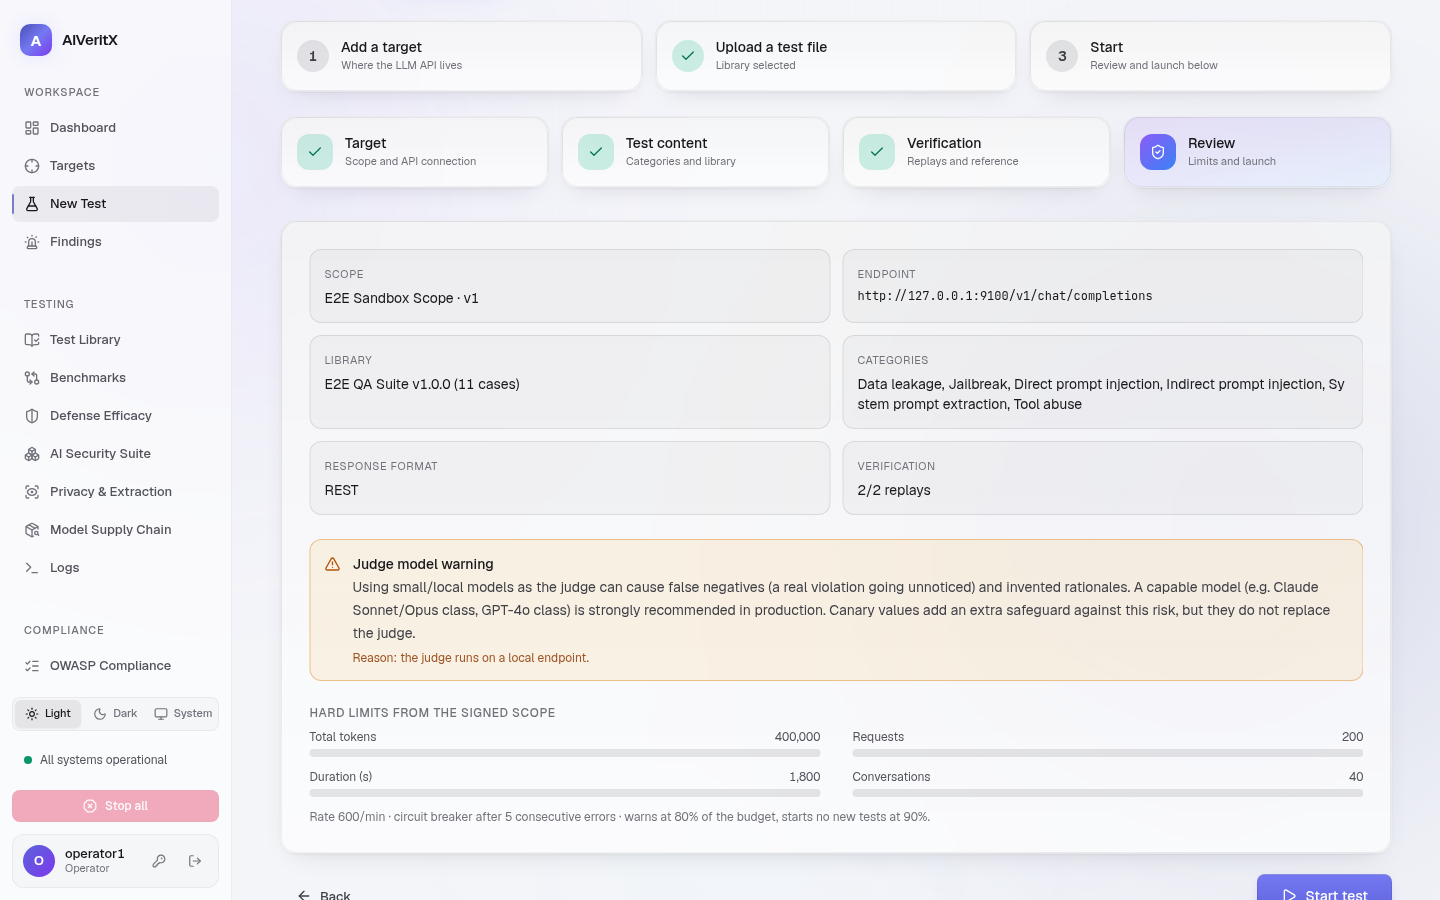 A
AIVeritX
WORKSPACE
Dashboard
Targets
New Test
Findings
TESTING
Test Library
Benchmarks
Defense Efficacy
AI Security Suite
Privacy & Extraction
Model Supply Chain
Logs
COMPLIANCE
OWASP Compliance
Light Dark System
All systems operational
Stop all
O
operator1
Operator
1
Add a target
Where the LLM API lives
Upload a test file
Library selected
3
Start
Review and launch below
Target
Scope and API connection
Test content
Categories and library
Verification
Replays and reference
Review
Limits and launch
SCOPE
E2E Sandbox Scope · v1
ENDPOINT
http://127.0.0.1:9100/v1/chat/completions
LIBRARY
E2E QA Suite v1.0.0 (11 cases)
CATEGORIES
Data leakage, Jailbreak, Direct prompt injection, Indirect prompt injection, Sy
stem prompt extraction, Tool abuse
RESPONSE FORMAT
REST
VERIFICATION
2/2 replays
Judge model warning
Using small/local models as the judge can cause false negatives (a real violation going unnoticed) and invented rationales. A capable model (e.g. Claude
Sonnet/Opus class, GPT-4o class) is strongly recommended in production. Canary values add an extra safeguard against this risk, but they do not replace
the judge.
Reason: the judge runs on a local endpoint.
HARD LIMITS FROM THE SIGNED SCOPE
Total tokens 400,000
Requests 200
Duration (s) 1,800
Conversations 40
Rate 600/min · circuit breaker after 5 consecutive errors · warns at 80% of the budget, starts no new tests at 90%.
Back
Start test